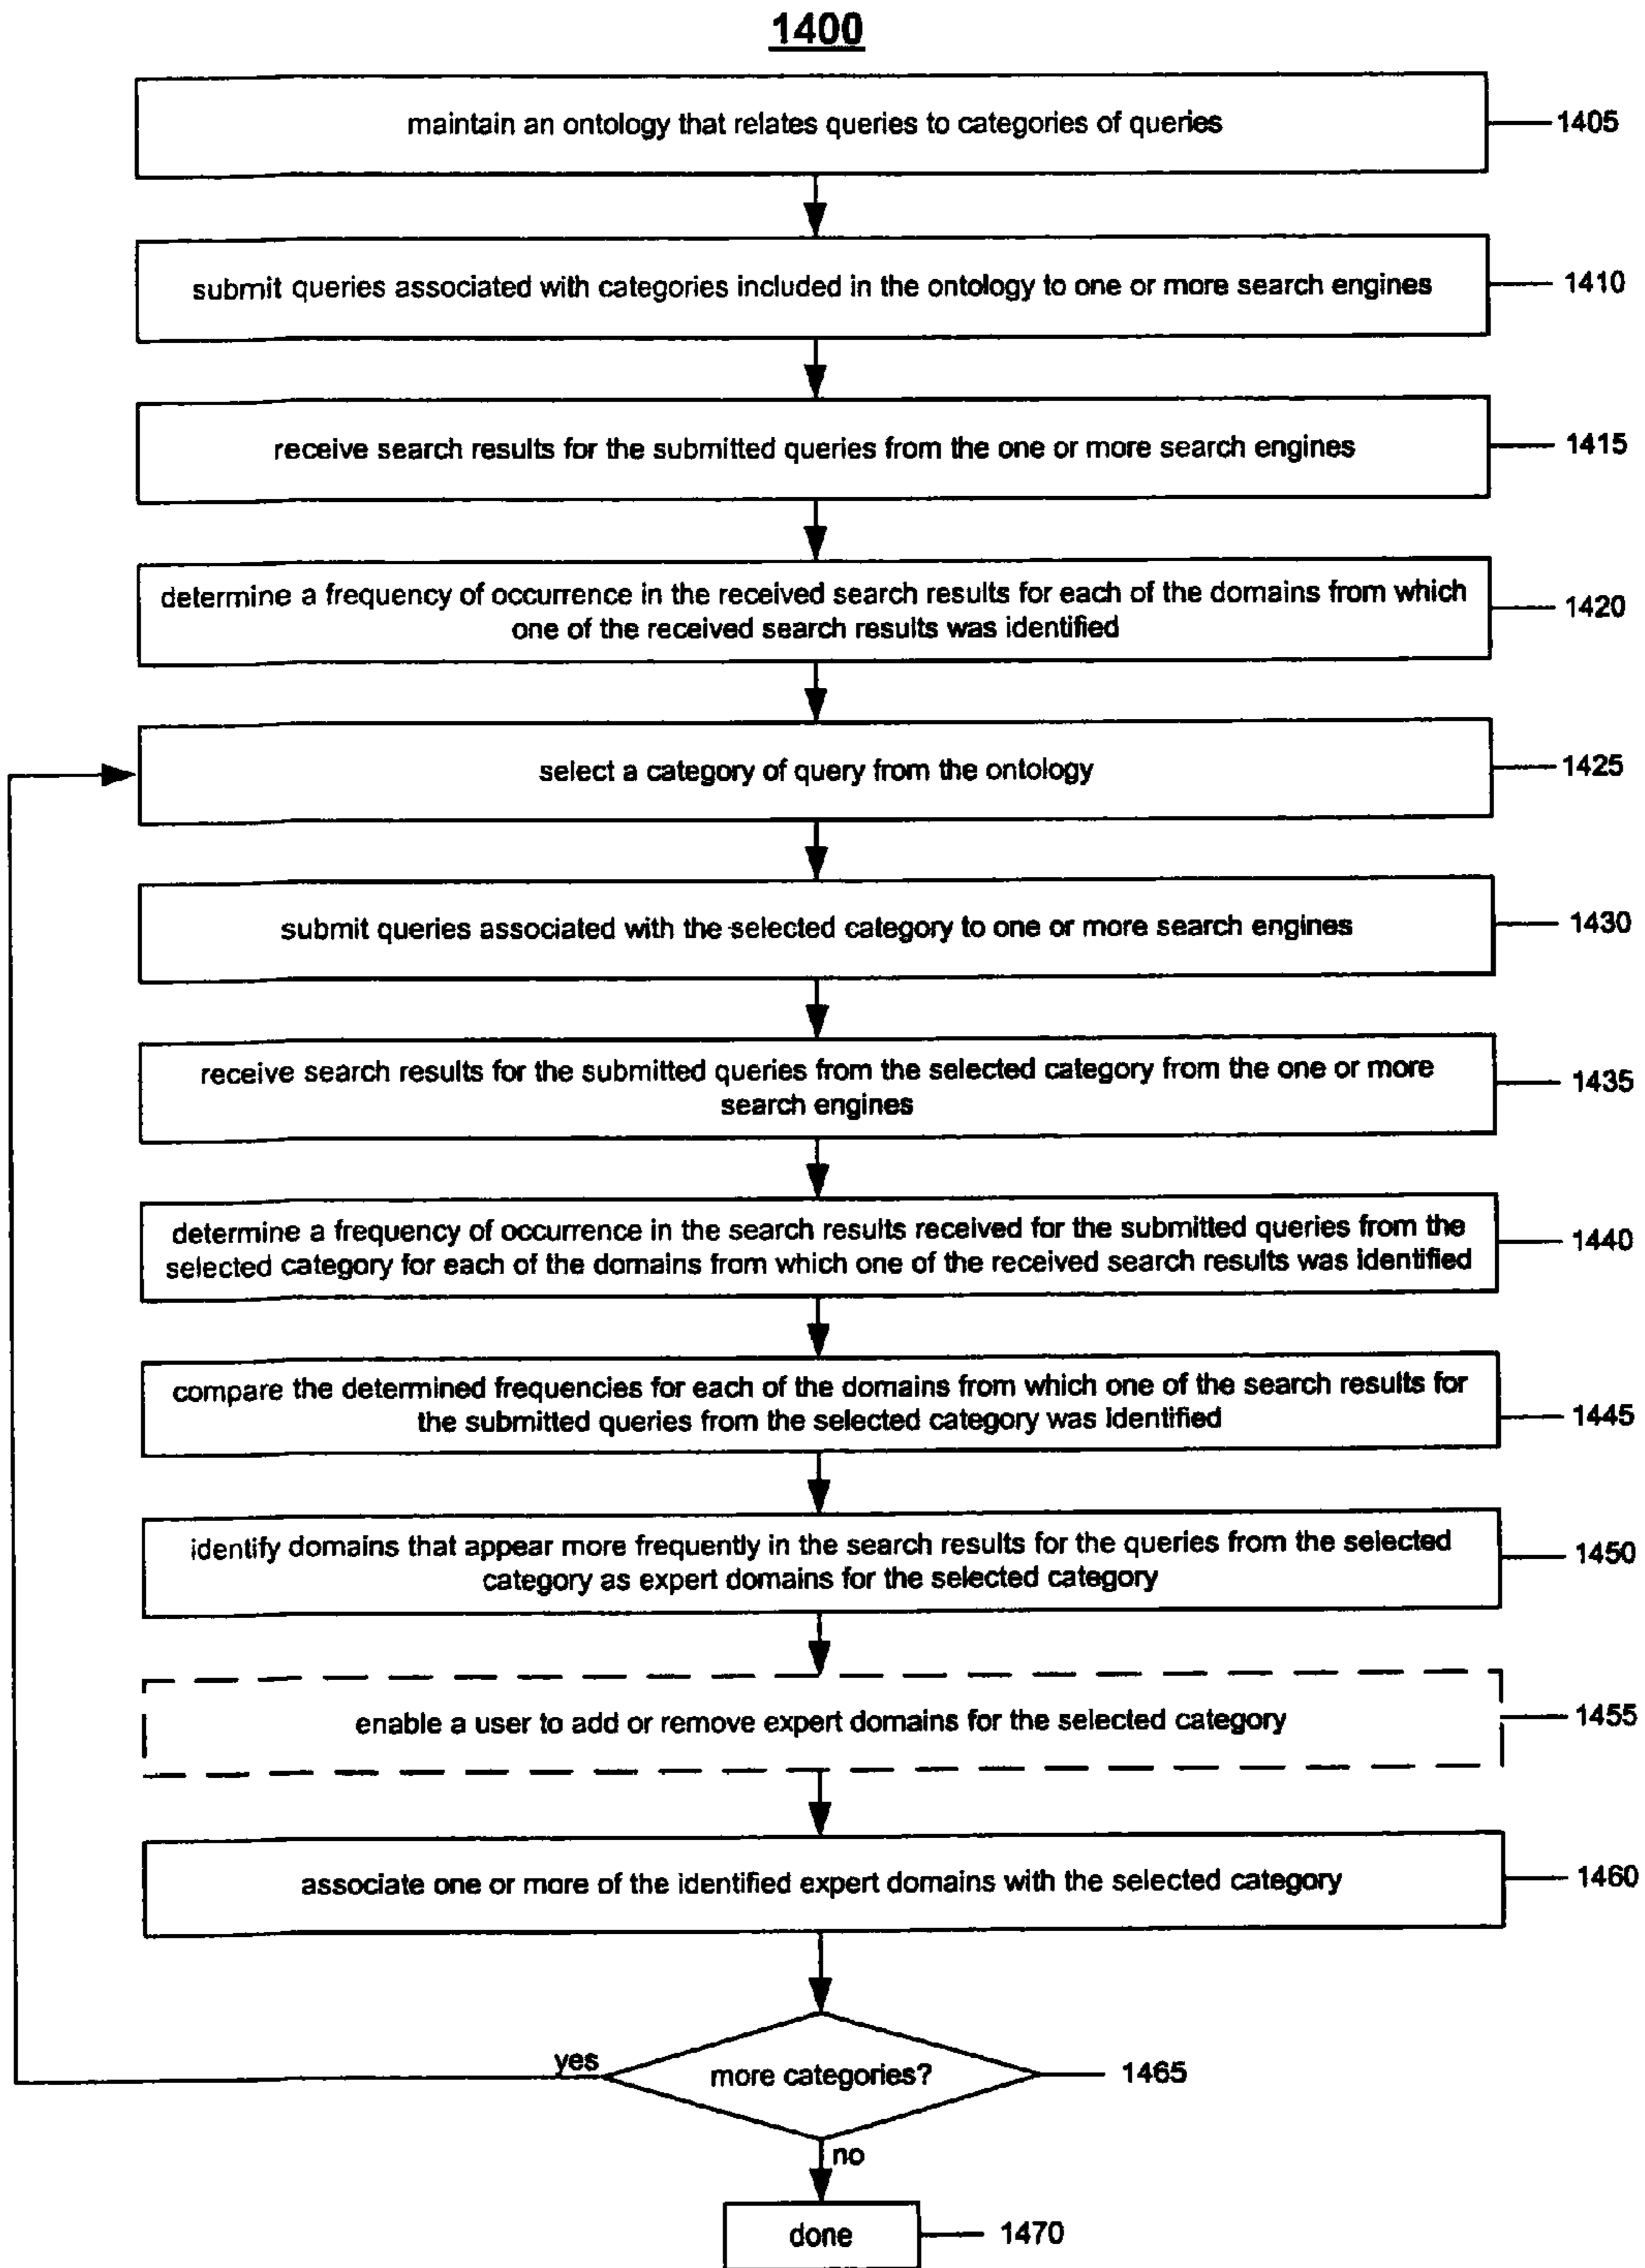 1400
maintain an ontology that relates queries to categories of queries
1405
submit queries associated with categories included in the ontology to one or more search engines
1410
receive search results for the submitted queries from the one or more search engines
1415
determine a frequency of occurrence in the received search results for each of the domains from which
one of the received search results was identified
1420
select a category of query from the ontology
1425
submit queries associated with the selected category to one or more search engines
1430
receive search results for the submitted queries from the selected category from the one or more
search engines
1435
determine a frequency of occurrence in the search results received for the submitted queries from the
selected category for each of the domains from which one of the received search results was identified
1440
compare the determined frequencies for each of the domains from which one of the search results for
the submitted queries from the selected category was identified
1445
identify domains that appear more frequently in the search results for the queries from the selected
category as expert domains for the selected category
1450
enable a user to add or remove expert domains for the selected category
1455
associate one or more of the identified expert domains with the selected category
1460
yes
more categories?
1465
no
done
1470